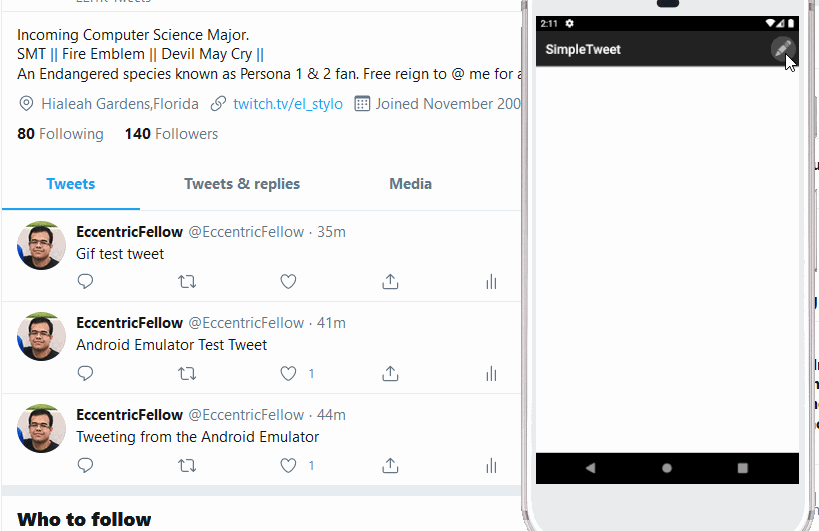 Incoming Computer Science Major.
SMT || Fire Emblem || Devil May Cry ||
An Endangered species known as Persona 1 & 2 fan. Free reign to @ me for a
Hialeah Gardens,Florida twitch.tv/el_stylo Joined November 200
80 Following 140 Followers
Tweets Tweets & replies Media
EccentricFellow @EccentricFellow · 35m
Gif test tweet
EccentricFellow @EccentricFellow · 41m
Android Emulator Test Tweet
1
EccentricFellow @EccentricFellow · 44m
Tweeting from the Android Emulator
1
Who to follow
2:11
SimpleTweet